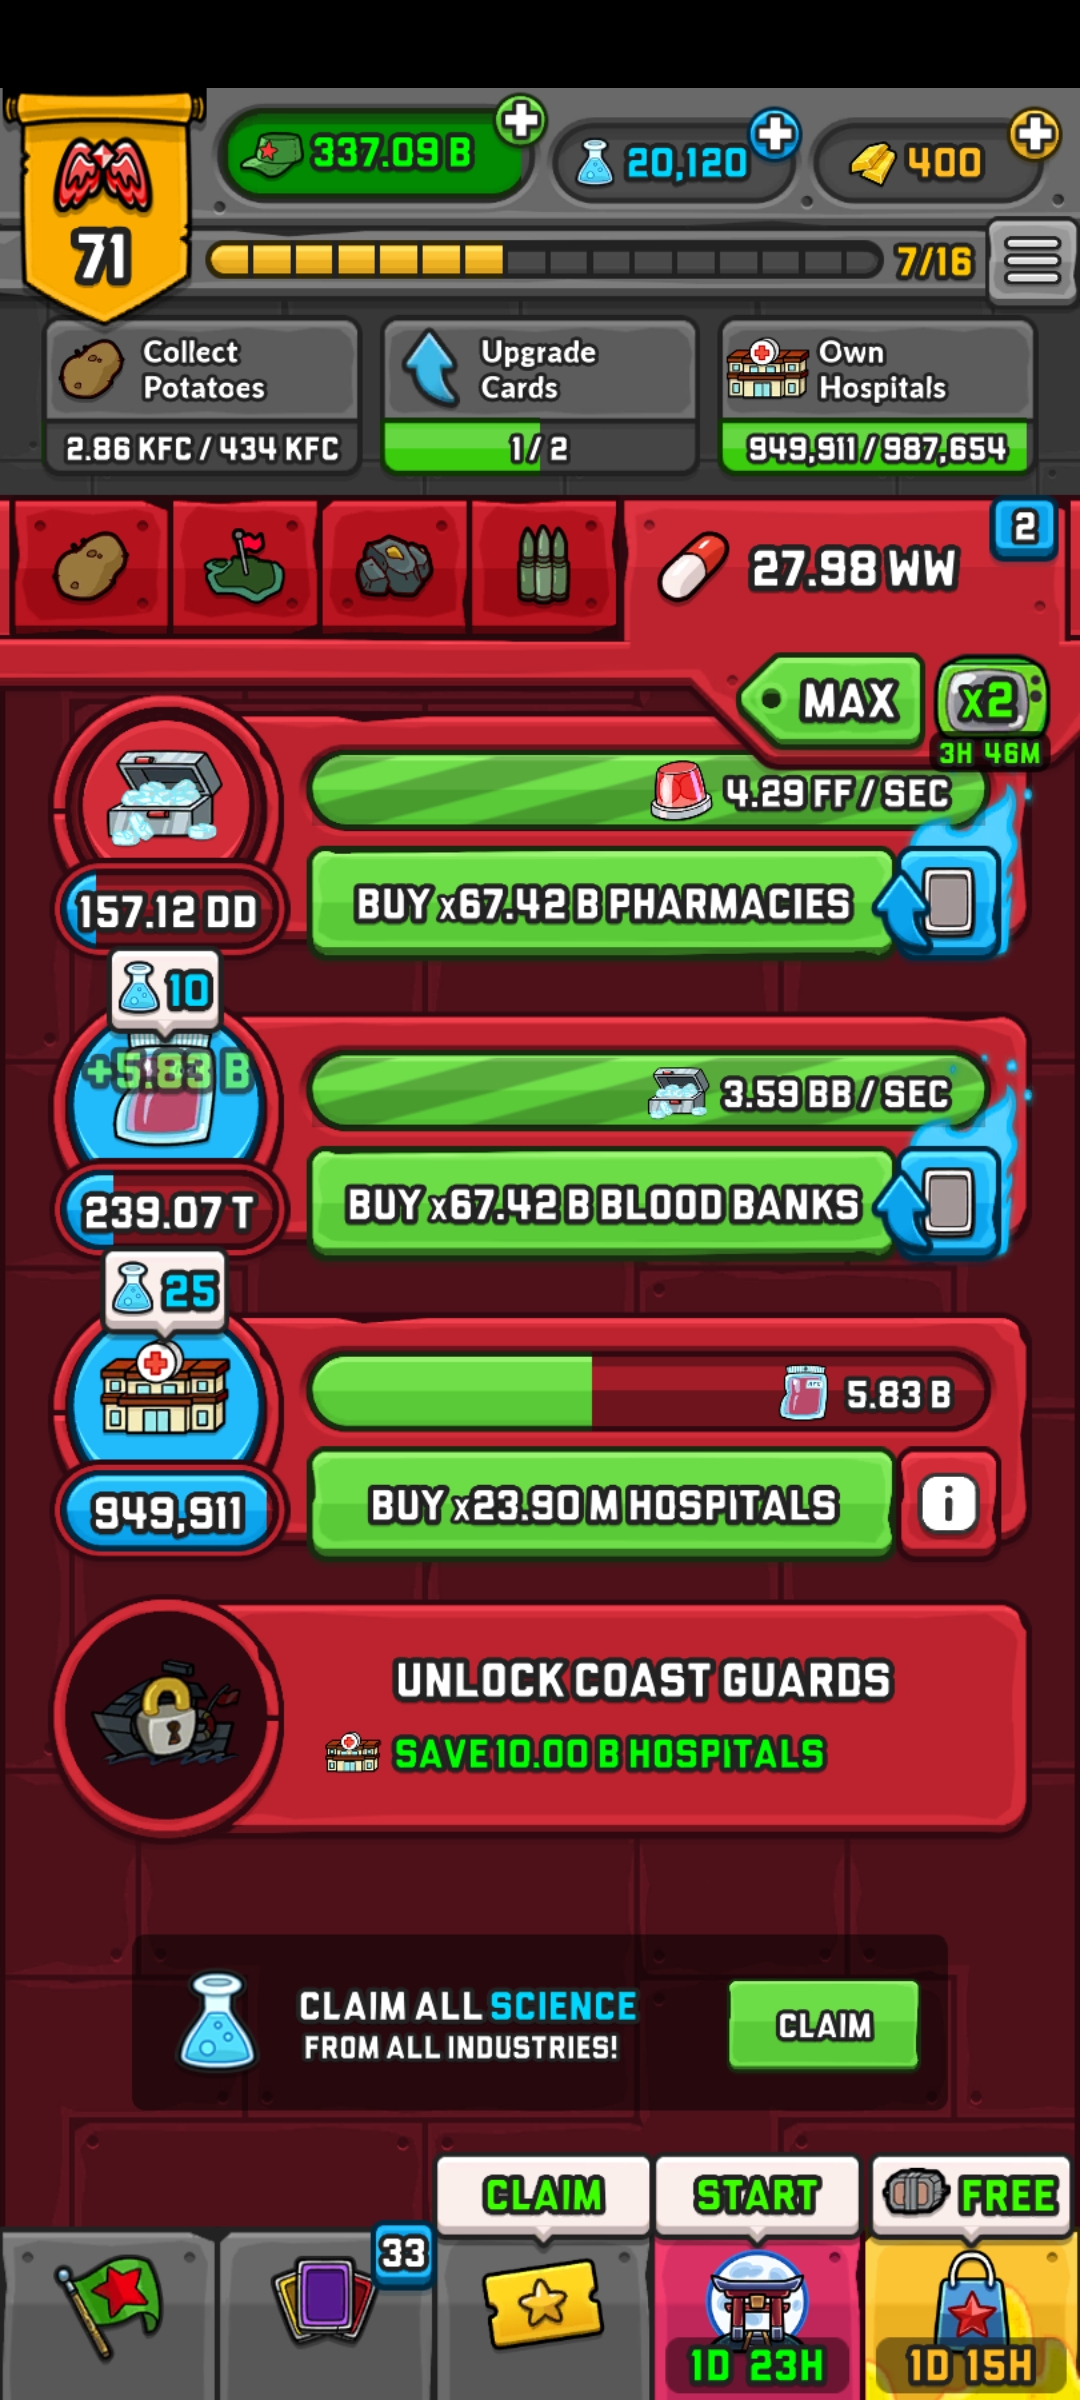 71
337.09 B
20,120
400
7/16
Collect
Potatoes
2.86 KFC / 434 KFC
Upgrade
Cards
1 / 2
Own
Hospitals
949,911 / 987,654
27.98 WW
2
MAX
x2
3H 46M
4.29 FF / SEC
BUY x67.42 B PHARMACIES
157.12 DD
10
+5.83 B
3.59 BB / SEC
BUY x67.42 B BLOOD BANKS
239.07 T
25
5.83 B
BUY x23.90 M HOSPITALS
i
949,911
UNLOCK COAST GUARDS
SAVE 10.00 B HOSPITALS
CLAIM ALL SCIENCE
FROM ALL INDUSTRIES!
CLAIM
CLAIM
START
FREE
33
1D 23H
1D 15H